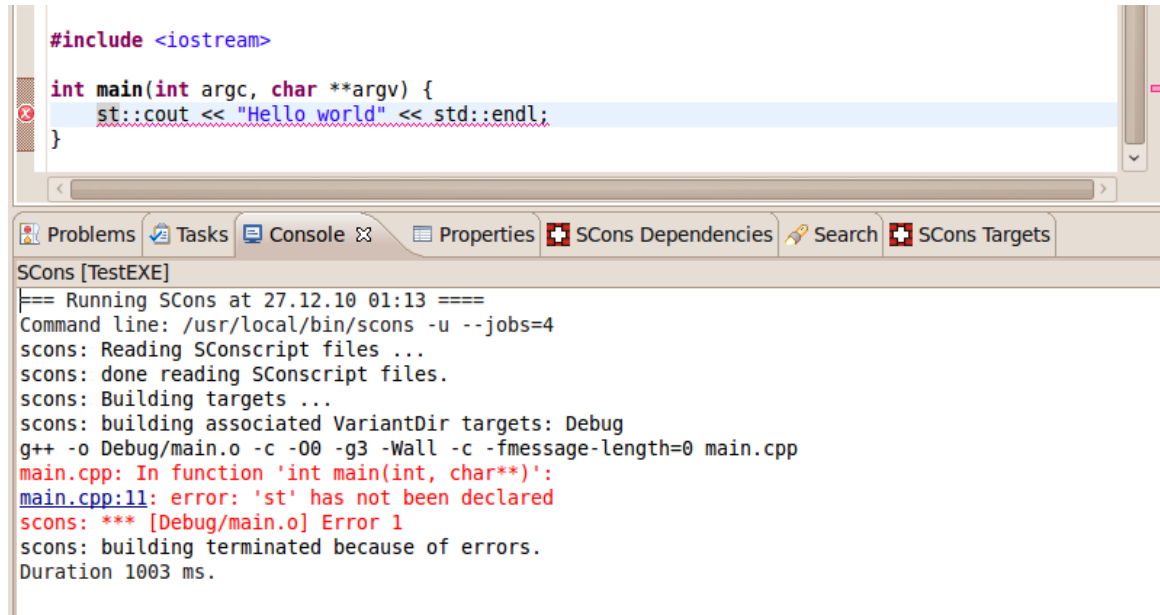 #include <iostream>
int main(int argc, char **argv) {
st::cout << "Hello world" << std::endl;
}
Problems Tasks Console Properties SCons Dependencies Search SCons Targets
SCons [TestEXE]
=== Running SCons at 27.12.10 01:13 ====
Command line: /usr/local/bin/scons -u --jobs=4
scons: Reading SConscript files ...
scons: done reading SConscript files.
scons: Building targets ...
scons: building associated VariantDir targets: Debug
g++ -o Debug/main.o -c -O0 -g3 -Wall -c -fmessage-length=0 main.cpp
main.cpp: In function 'int main(int, char**)':
main.cpp:11: error: 'st' has not been declared
scons: *** [Debug/main.o] Error 1
scons: building terminated because of errors.
Duration 1003 ms.